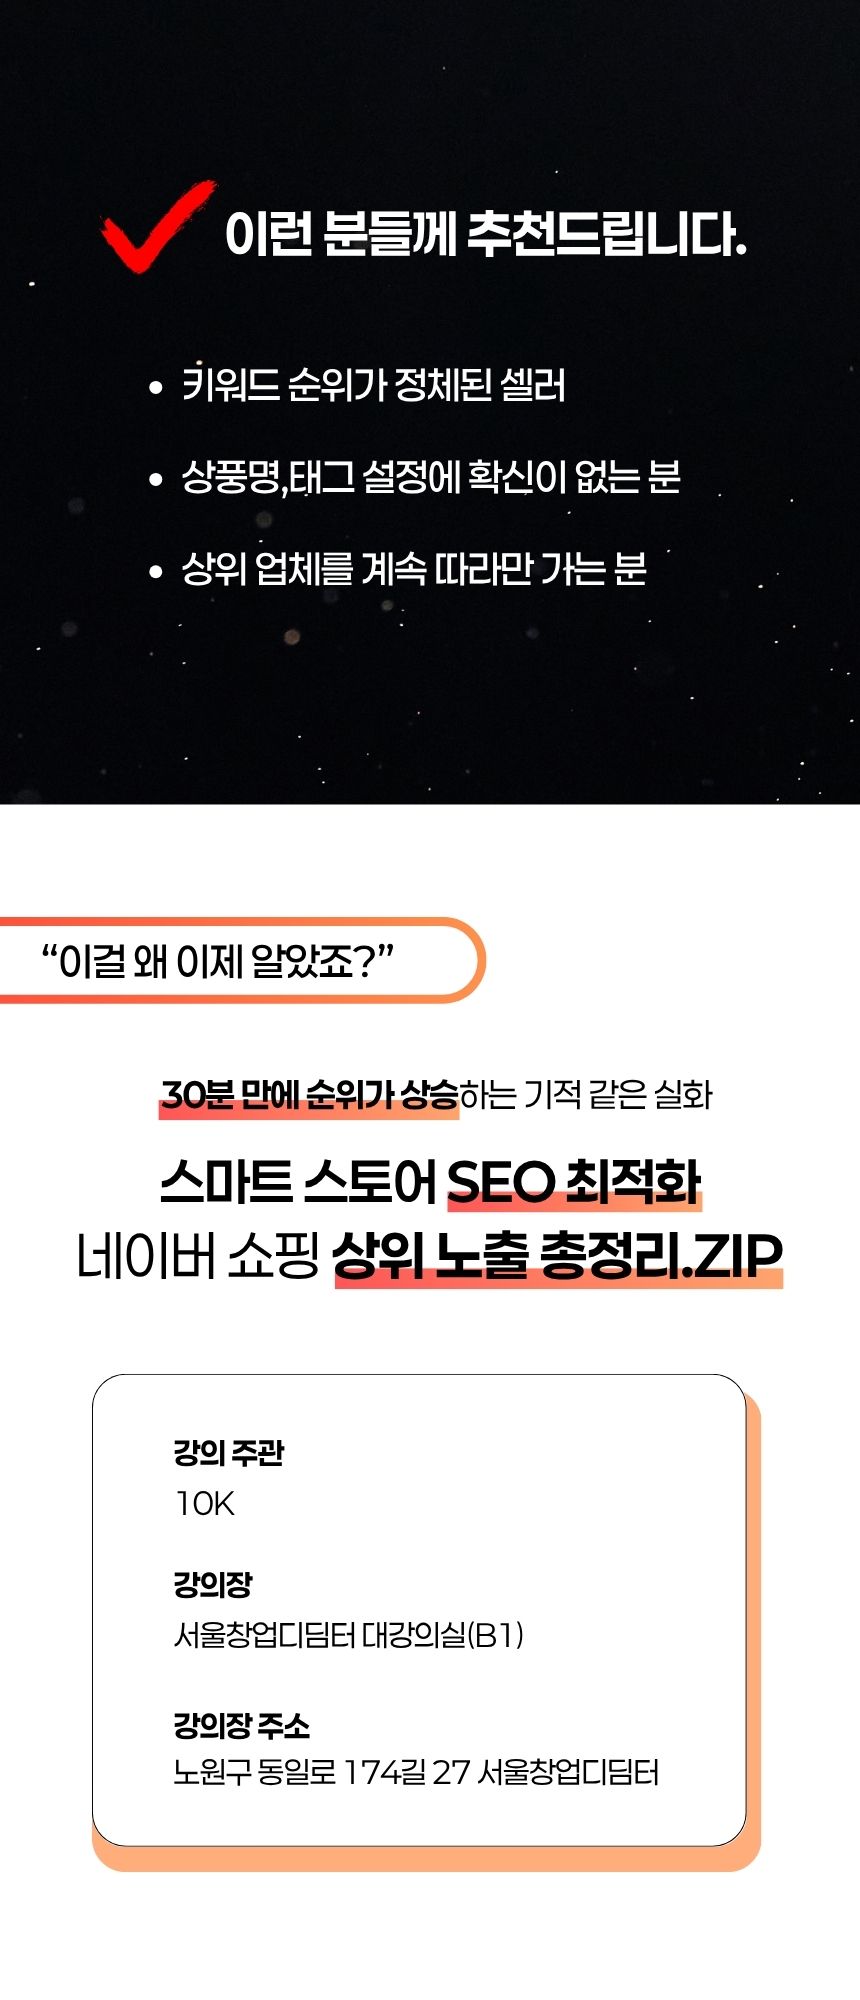 이런 분들께 추천드립니다.
• 키워드 순위가 정체된 셀러
• 상풍명,태그 설정에 확신이 없는 분
• 상위 업체를 계속 따라만 가는 분
“이걸 왜 이제 알았죠?”
30분 만에 순위가 상승하는 기적 같은 실화
스마트 스토어 SEO 최적화
네이버 쇼핑 상위 노출 총정리.ZIP
강의 주관
10K
강의장
서울창업디딤터 대강의실(B1)
강의장 주소
노원구 동일로 174길 27 서울창업디딤터